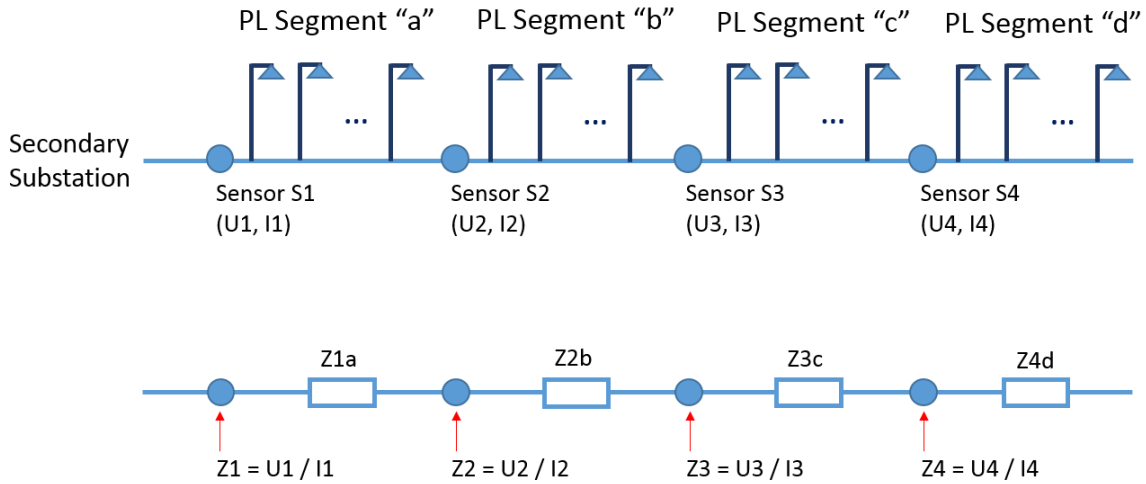 PL Segment “a”
PL Segment “b”
PL Segment “c”
PL Segment “d”
...
...
...
...
Secondary
Substation
Sensor S1
(U1, I1)
Sensor S2
(U2, I2)
Sensor S3
(U3, I3)
Sensor S4
(U4, I4)
Z1a
Z2b
Z3c
Z4d
Z1 = U1 / I1
Z2 = U2 / I2
Z3 = U3 / I3
Z4 = U4 / I4